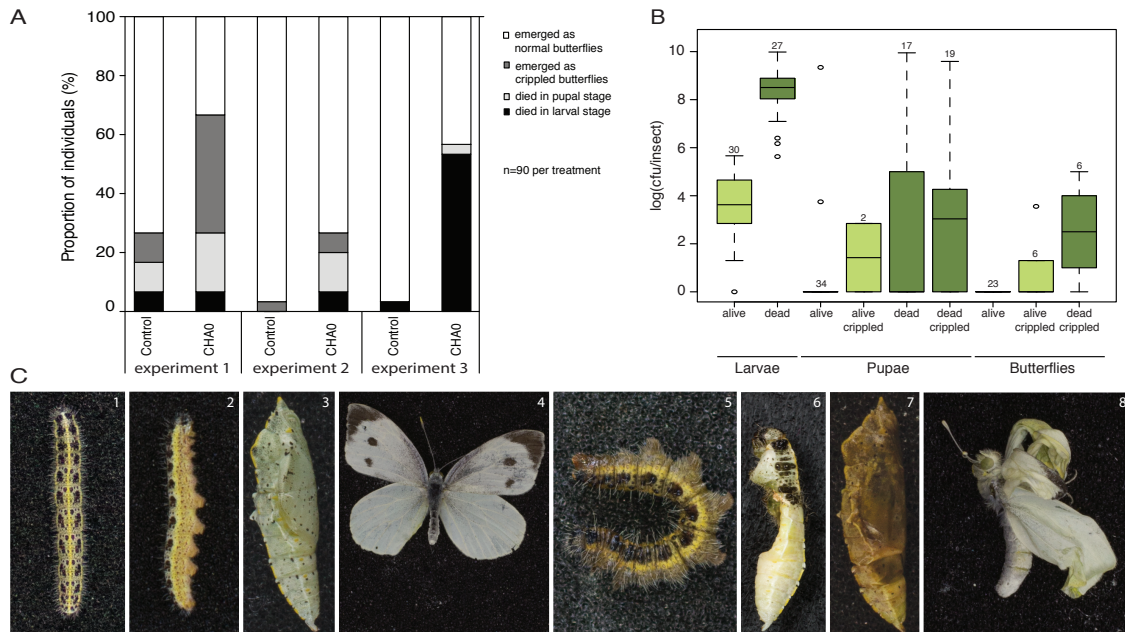 A
Proportion of individuals (%)
100
80
60
40
20
0
Control
CHA0
Control
CHA0
Control
CHA0
experiment 1
experiment 2
experiment 3
emerged as
normal butterflies
emerged as
crippled butterflies
died in pupal stage
died in larval stage
n=90 per treatment
B
log(cfu/insect)
10
8
6
4
2
0
30
27
34
2
17
19
23
6
6
alive
dead
alive
alive
crippled
dead
dead
crippled
alive
alive
crippled
dead
crippled
Larvae
Pupae
Butterflies
C
1
2
3
4
5
6
7
8